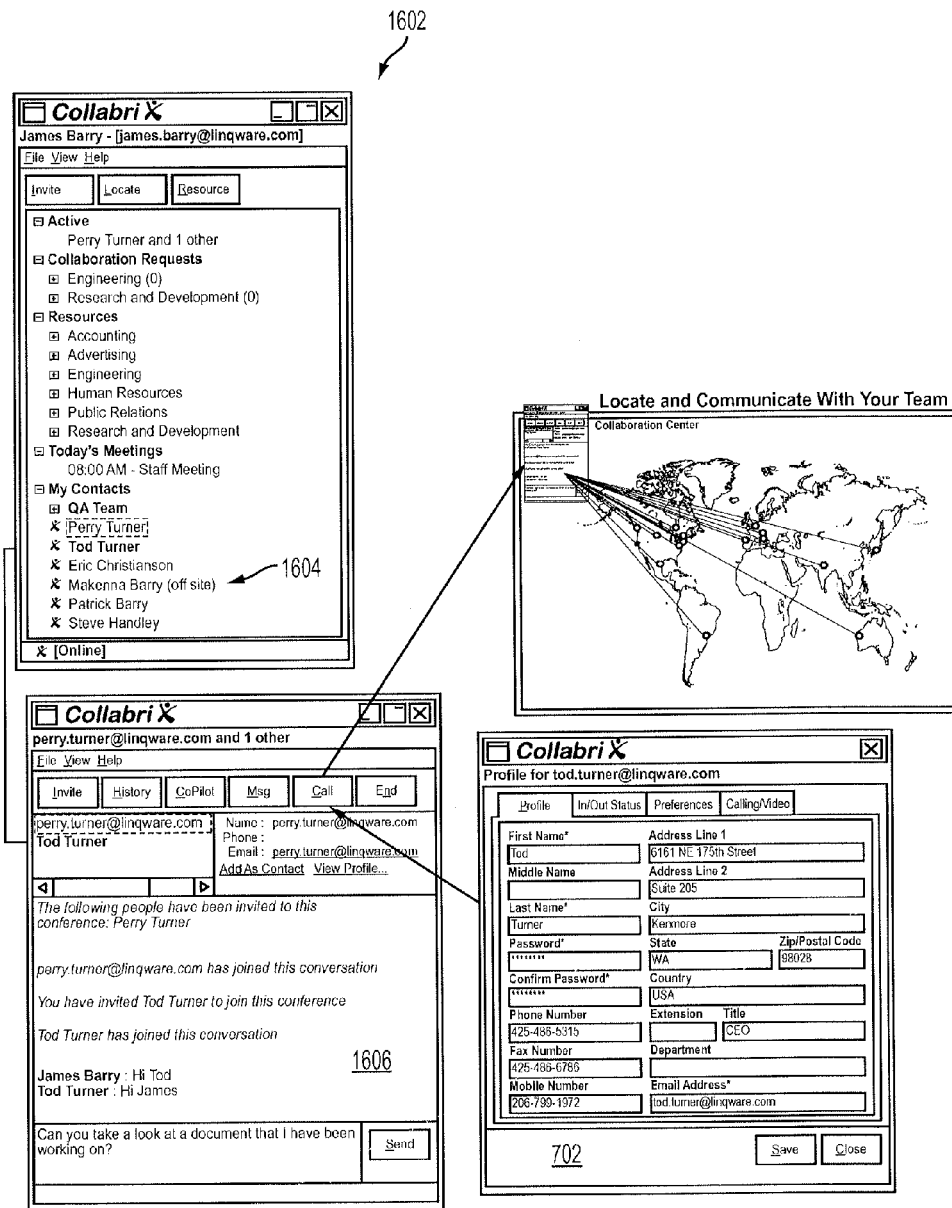 1602
Collabri X
James Barry - [james.barry@linqware.com]
File View Help
Invite Locate Resource
Active
Perry Turner and 1 other
Collaboration Requests
Engineering (0)
Research and Development (0)
Resources
Accounting
Advertising
Engineering
Human Resources
Public Relations
Research and Development
Today's Meetings
08:00 AM - Staff Meeting
My Contacts
QA Team
Perry Turner
Tod Turner
Eric Christianson
Makenna Barry (off site)
1604
Patrick Barry
Steve Handley
[Online]
Locate and Communicate With Your Team
Collaboration Center
Collabri X
perry.turner@linqware.com and 1 other
File View Help
Invite History CoPilot Msg Call End
perry.turner@linqware.com
Tod Turner
Name : perry.turner@linqware.com
Phone :
Email : perry.turner@linqware.com
Add As Contact View Profile...
The following people have been invited to this
conference: Perry Turner
perry.turner@linqware.com has joined this conversation
You have invited Tod Turner to join this conference
Tod Turner has joined this conversation
1606
James Barry : Hi Tod
Tod Turner : Hi James
Can you take a look at a document that I have been
working on?
Send
Collabri X
Profile for tod.turner@linqware.com
Profile In/Out Status Preferences Calling/Video
First Name* Address Line 1
Tod 6161 NE 175th Street
Middle Name Address Line 2
Suite 205
Last Name* City
Turner Kenmore
Password* State Zip/Postal Code
******** WA 98028
Confirm Password* Country
******** USA
Phone Number Extension Title
425-486-5315 CEO
Fax Number Department
425-486-6786
Mobile Number Email Address*
206-799-1972 tod.turner@linqware.com
702
Save Close